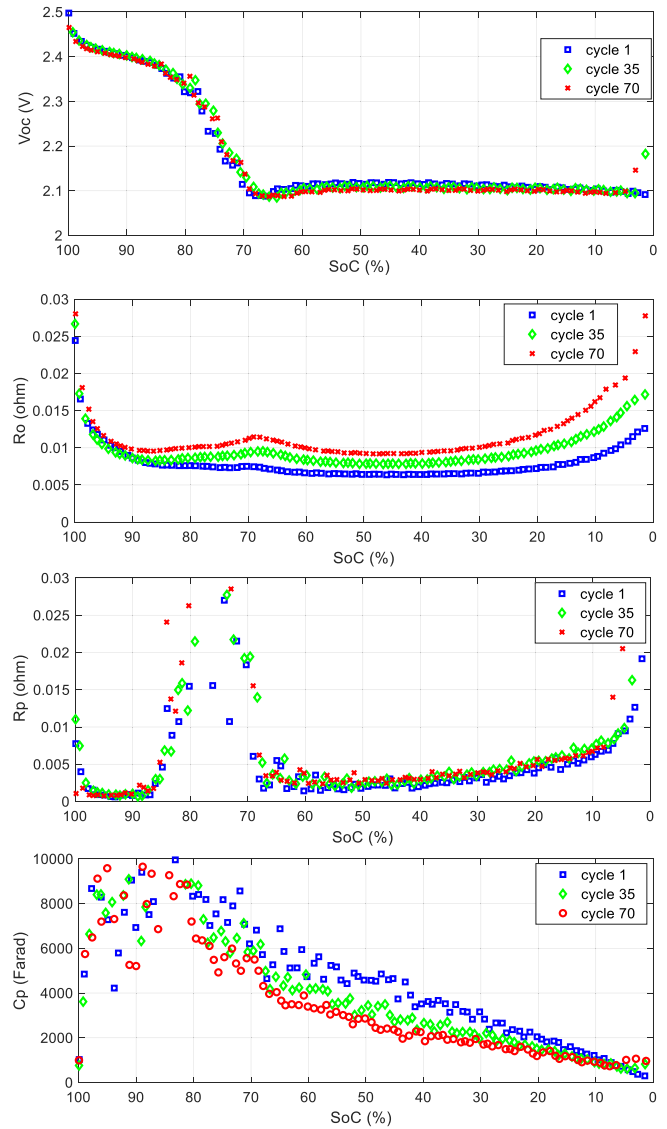 2.5
2.4
2.3
2.2
2.1
2
Voc (V)
cycle 1
cycle 35
cycle 70
100 90 80 70 60 50 40 30 20 10 0
SoC (%)
0.03
0.025
0.02
0.015
0.01
0.005
0
Ro (ohm)
cycle 1
cycle 35
cycle 70
100 90 80 70 60 50 40 30 20 10 0
SoC (%)
0.03
0.025
0.02
0.015
0.01
0.005
0
Rp (ohm)
cycle 1
cycle 35
cycle 70
100 90 80 70 60 50 40 30 20 10 0
SoC (%)
10000
8000
6000
4000
2000
0
Cp (Farad)
cycle 1
cycle 35
cycle 70
100 90 80 70 60 50 40 30 20 10 0
SoC (%)